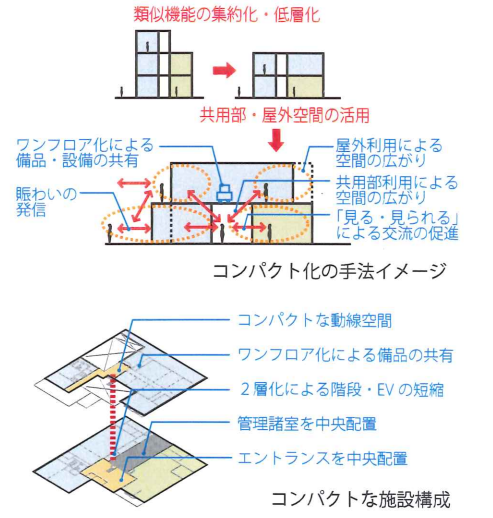 類似機能の集約化・低層化
共用部・屋外空間の活用
ワンフロア化による
備品・設備の共有
賑わいの
発信
屋外利用による
空間の広がり
共用部利用による
空間の広がり
「見る・見られる」
による交流の促進
コンパクト化の手法イメージ
コンパクトな動線空間
ワンフロア化による備品の共有
２層化による階段・EVの短縮
管理諸室を中央配置
エントランスを中央配置
コンパクトな施設構成